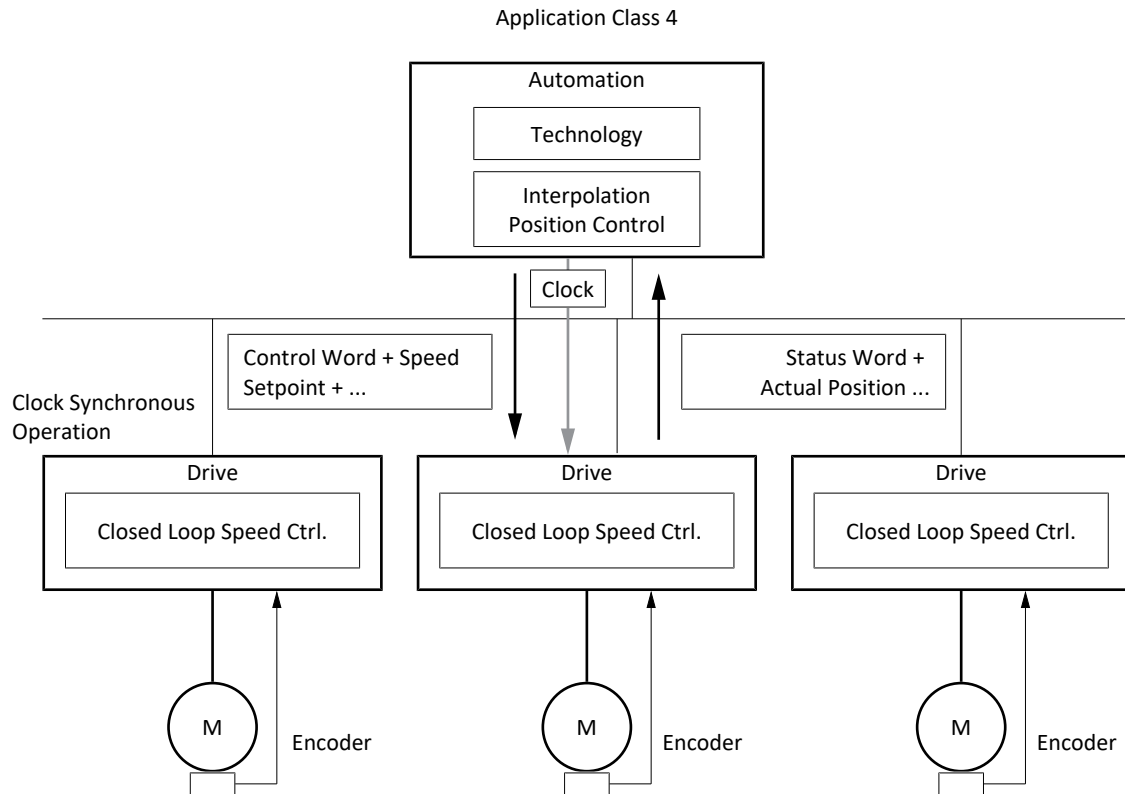 Application Class 4
Automation
Technology
Interpolation
Position Control
Clock
Control Word + Speed
Setpoint + ...
Status Word +
Actual Position ...
Clock Synchronous
Operation
Drive
Closed Loop Speed Ctrl.
Drive
Closed Loop Speed Ctrl.
Drive
Closed Loop Speed Ctrl.
M
Encoder
M
Encoder
M
Encoder